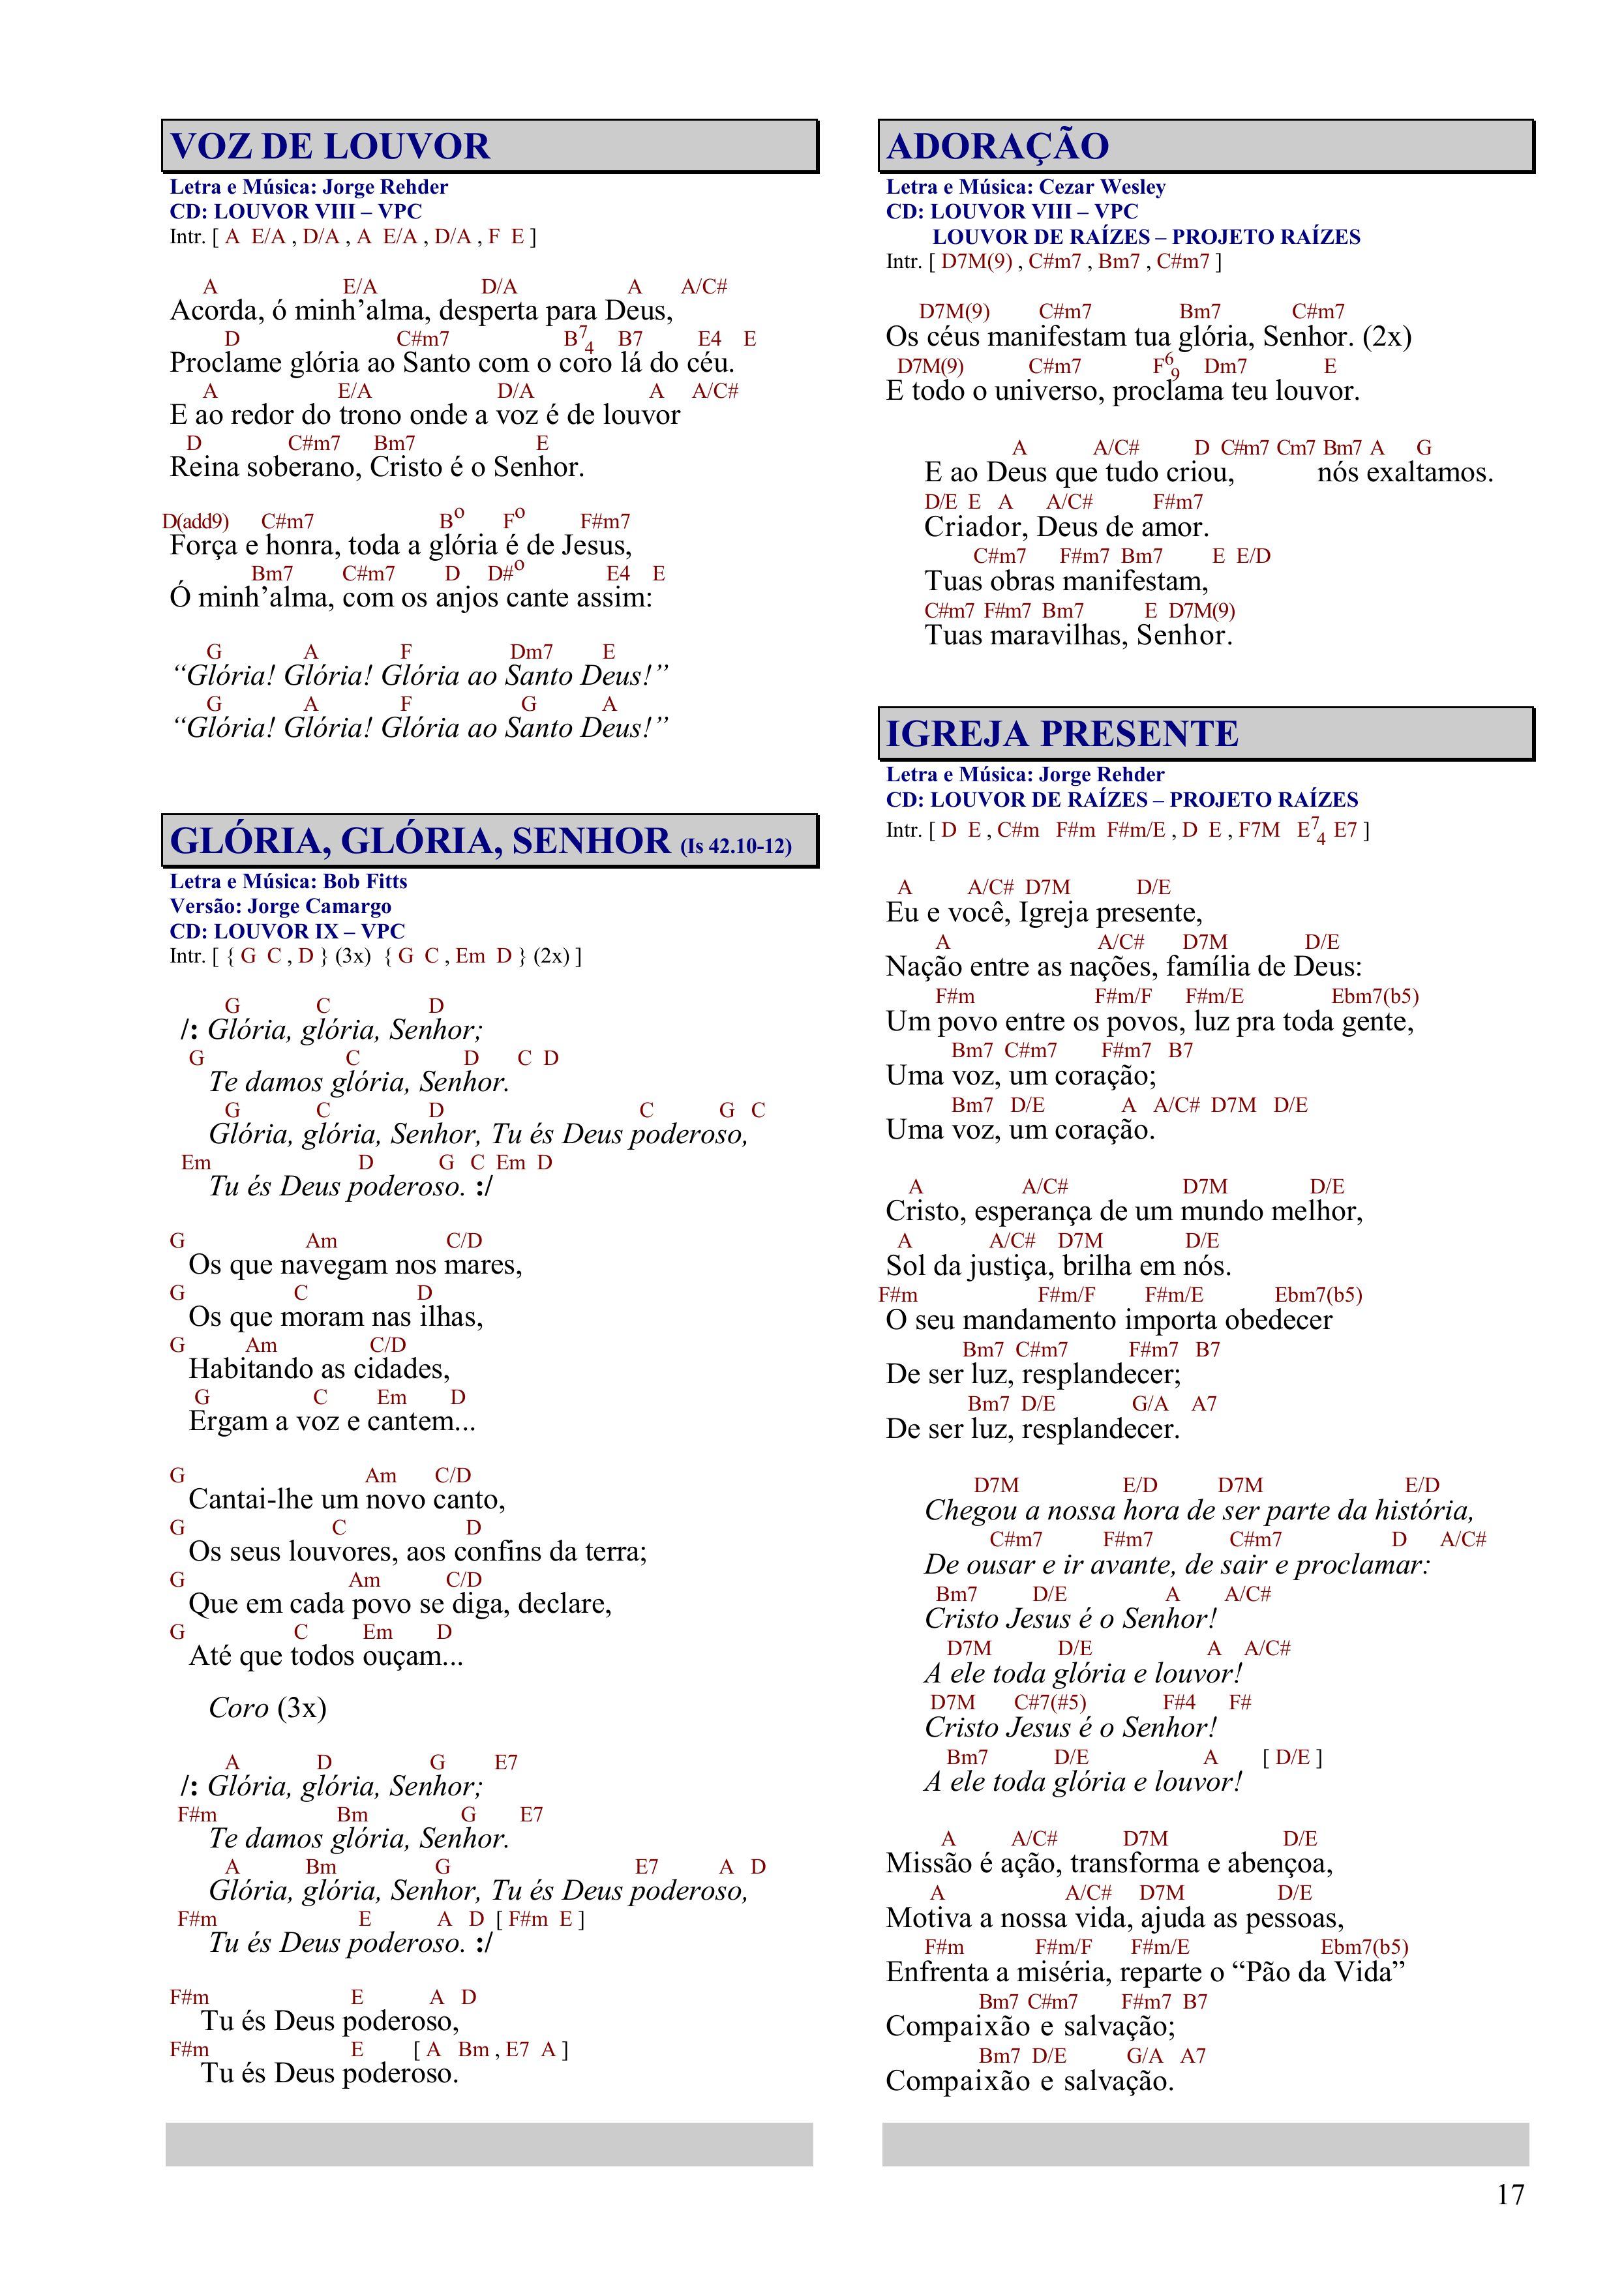 VOZ DE LOUVOR
Letra e Música: Jorge Rehder
CD: LOUVOR VIII – VPC
Intr. [ A  E/A , D/A , A  E/A , D/A , F  E ]
A E/A D/A A A/C#
Acorda, ó minh’alma, desperta para Deus,
D C#m7 B7 4 B7 E4 E
Proclame glória ao Santo com o coro lá do céu.
A E/A D/A A A/C#
E ao redor do trono onde a voz é de louvor
D C#m7 Bm7 E
Reina soberano, Cristo é o Senhor.
D(add9) C#m7 Bº Fº F#m7
Força e honra, toda a glória é de Jesus,
Bm7 C#m7 D D#º E4 E
Ó minh’alma, com os anjos cante assim:
G A F Dm7 E
“Glória! Glória! Glória ao Santo Deus!”
G A F G A
“Glória! Glória! Glória ao Santo Deus!”
GLÓRIA, GLÓRIA, SENHOR (Is 42.10-12)
Letra e Música: Bob Fitts
Versão: Jorge Camargo
CD: LOUVOR IX – VPC
Intr. [ { G  C , D } (3x)  { G  C , Em  D } (2x) ]
G C D
/: Glória, glória, Senhor;
G C D C D
Te damos glória, Senhor.
G C D C G C
Glória, glória, Senhor, Tu és Deus poderoso,
Em D G C Em D
Tu és Deus poderoso. :/
G Am C/D
Os que navegam nos mares,
G C D
Os que moram nas ilhas,
G Am C/D
Habitando as cidades,
G C Em D
Ergam a voz e cantem...
G Am C/D
Cantai-lhe um novo canto,
G C D
Os seus louvores, aos confins da terra;
G Am C/D
Que em cada povo se diga, declare,
G C Em D
Até que todos ouçam...
Coro (3x)
A D G E7
/: Glória, glória, Senhor;
F#m Bm G E7
Te damos glória, Senhor.
A Bm G E7 A D
Glória, glória, Senhor, Tu és Deus poderoso,
F#m E A D [ F#m E ]
Tu és Deus poderoso. :/
F#m E A D
Tu és Deus poderoso,
F#m E [ A Bm , E7 A ]
Tu és Deus poderoso.
ADORAÇÃO
Letra e Música: Cezar Wesley
CD: LOUVOR VIII – VPC
LOUVOR DE RAÍZES – PROJETO RAÍZES
Intr. [ D7M(9) , C#m7 , Bm7 , C#m7 ]
D7M(9) C#m7 Bm7 C#m7
Os céus manifestam tua glória, Senhor. (2x)
D7M(9) C#m7 F6 9 Dm7 E
E todo o universo, proclama teu louvor.
A A/C# D C#m7 Cm7 Bm7 A G
E ao Deus que tudo criou, nós exaltamos.
D/E E A A/C# F#m7
Criador, Deus de amor.
C#m7 F#m7 Bm7 E E/D
Tuas obras manifestam,
C#m7 F#m7 Bm7 E D7M(9)
Tuas maravilhas, Senhor.
IGREJA PRESENTE
Letra e Música: Jorge Rehder
CD: LOUVOR DE RAÍZES – PROJETO RAÍZES
Intr. [ D  E , C#m  F#m  F#m/E , D  E , F7M  E7 4 E7 ]
A A/C# D7M D/E
Eu e você, Igreja presente,
A A/C# D7M D/E
Nação entre as nações, família de Deus:
F#m F#m/F F#m/E Ebm7(b5)
Um povo entre os povos, luz pra toda gente,
Bm7 C#m7 F#m7 B7
Uma voz, um coração;
Bm7 D/E A A/C# D7M D/E
Uma voz, um coração.
A A/C# D7M D/E
Cristo, esperança de um mundo melhor,
A A/C# D7M D/E
Sol da justiça, brilha em nós.
F#m F#m/F F#m/E Ebm7(b5)
O seu mandamento importa obedecer
Bm7 C#m7 F#m7 B7
De ser luz, resplandecer;
Bm7 D/E G/A A7
De ser luz, resplandecer.
D7M E/D D7M E/D
Chegou a nossa hora de ser parte da história,
C#m7 F#m7 C#m7 D A/C#
De ousar e ir avante, de sair e proclamar:
Bm7 D/E A A/C#
Cristo Jesus é o Senhor!
D7M D/E A A/C#
A ele toda glória e louvor!
D7M C#7(#5) F#4 F#
Cristo Jesus é o Senhor!
Bm7 D/E A [ D/E ]
A ele toda glória e louvor!
A A/C# D7M D/E
Missão é ação, transforma e abençoa,
A A/C# D7M D/E
Motiva a nossa vida, ajuda as pessoas,
F#m F#m/F F#m/E Ebm7(b5)
Enfrenta a miséria, reparte o “Pão da Vida”
Bm7 C#m7 F#m7 B7
Compaixão e salvação;
Bm7 D/E G/A A7
Compaixão e salvação.
17